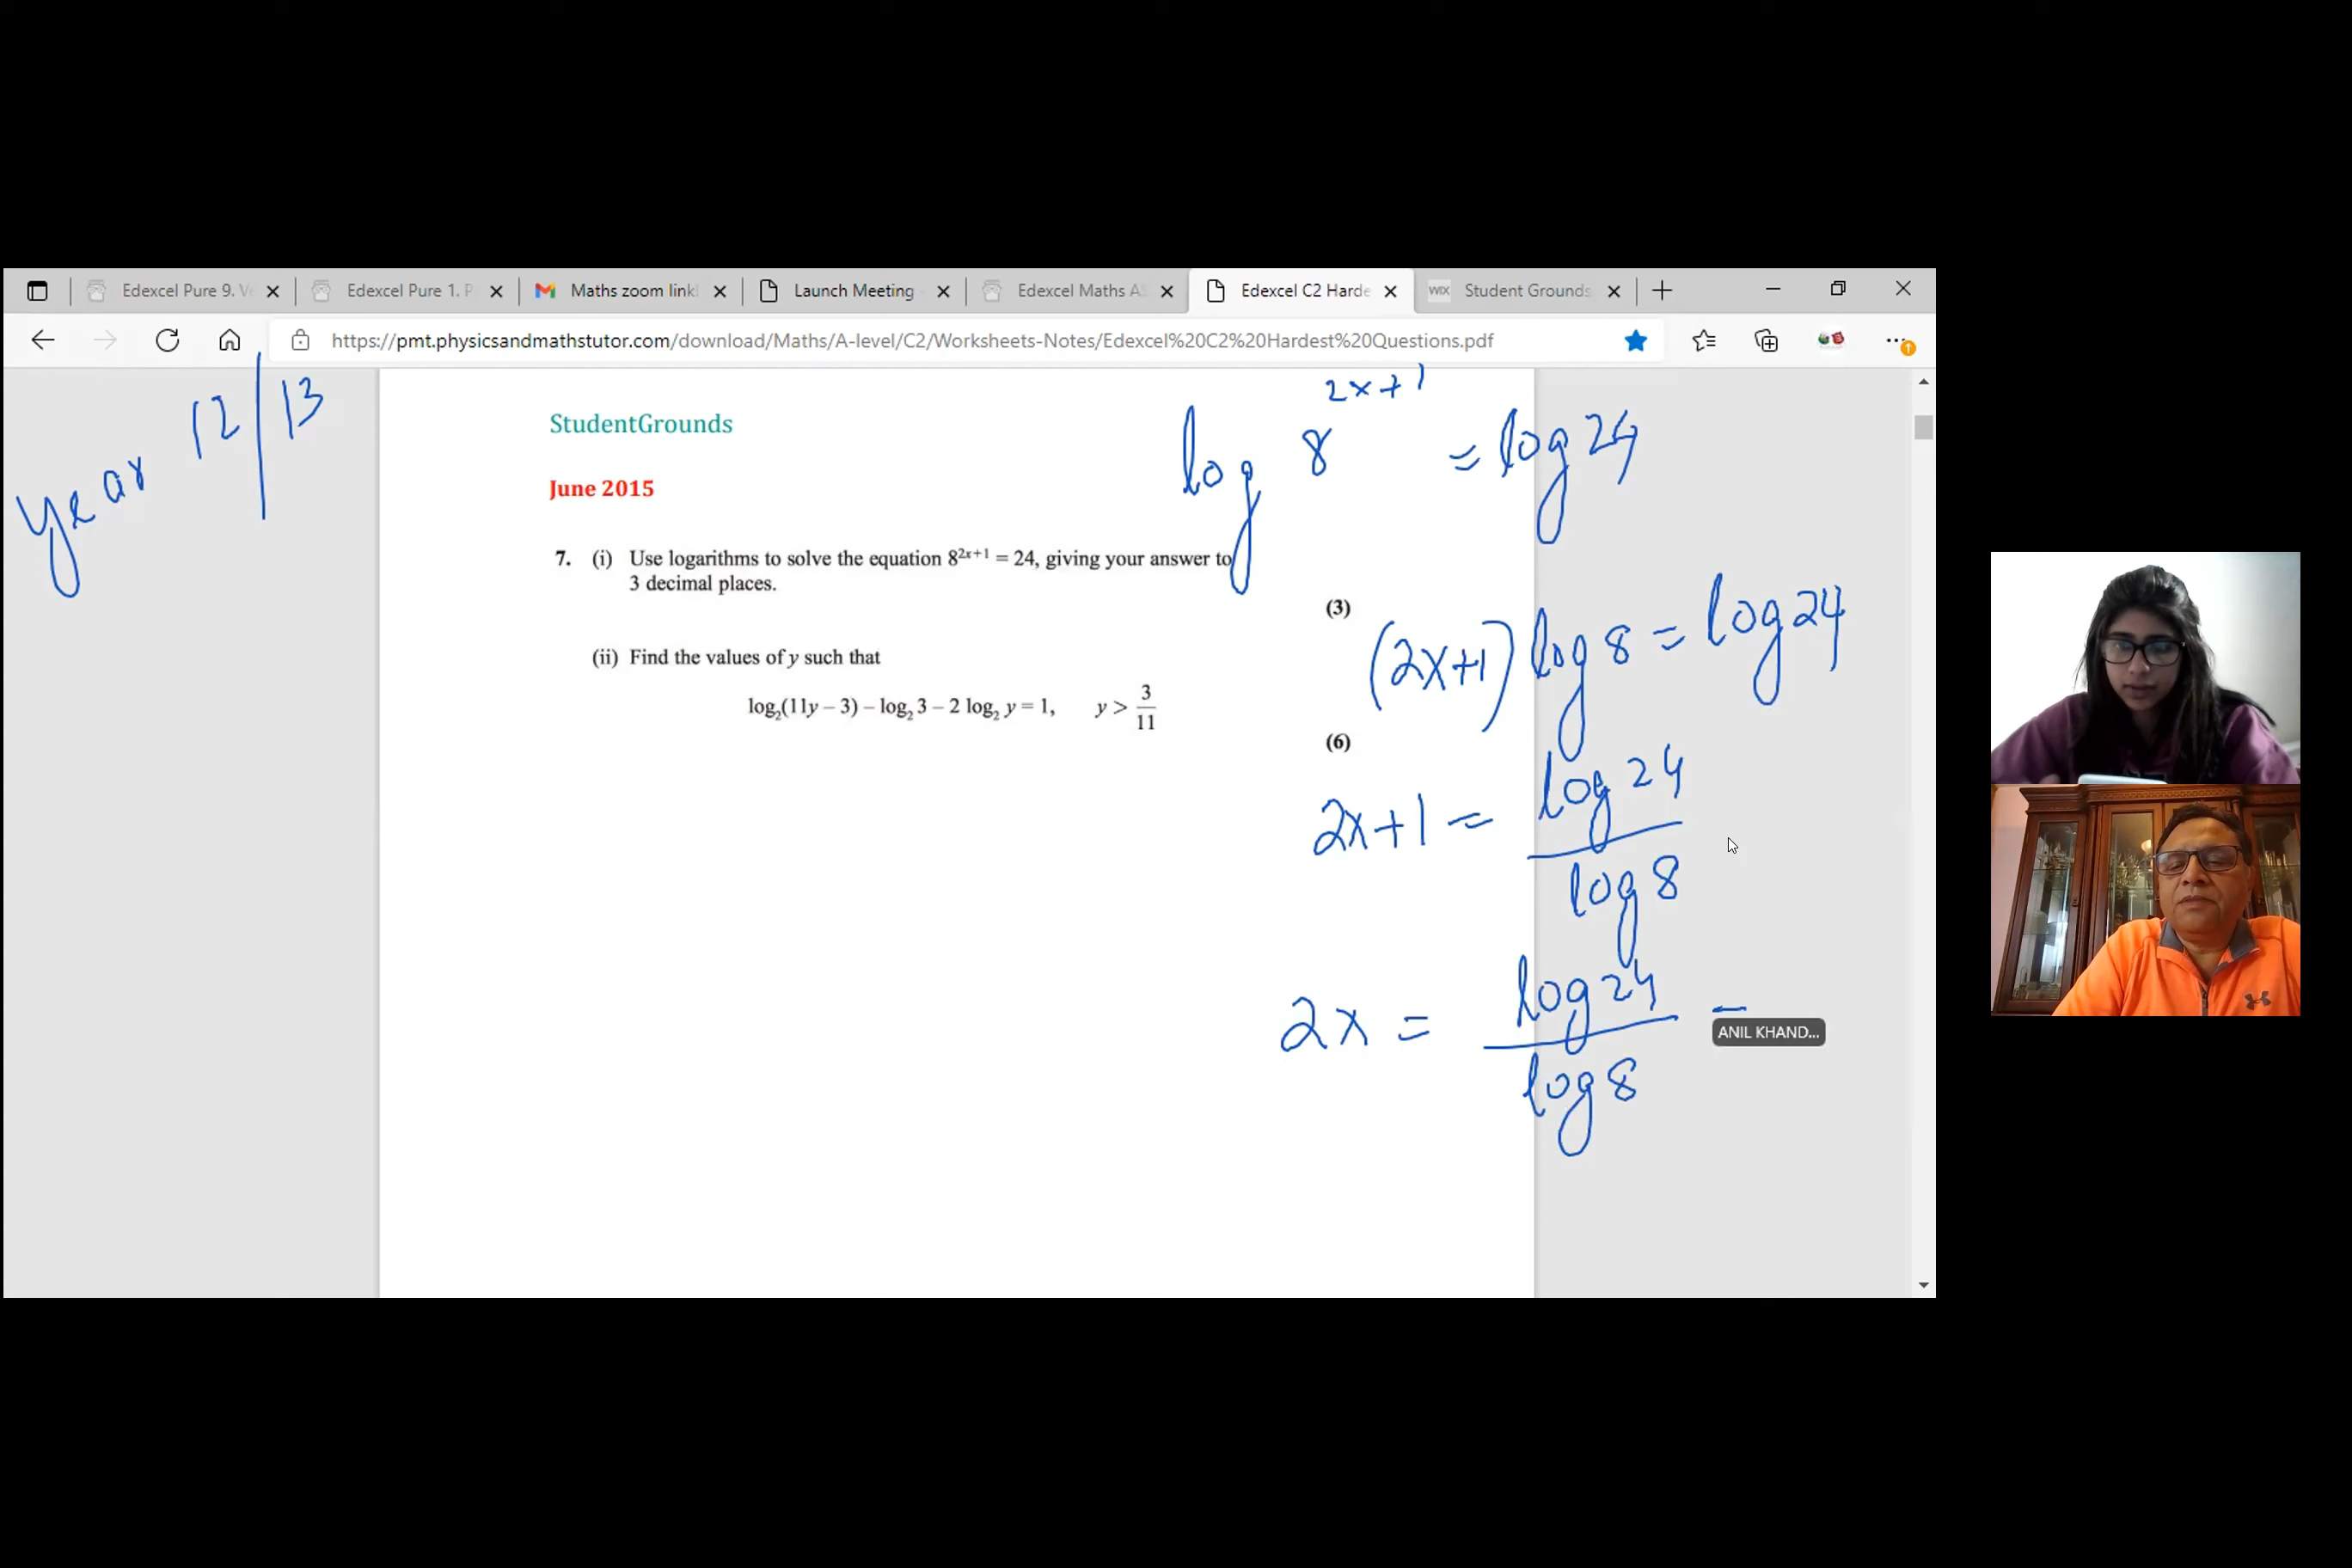 Edexcel Pure 9. Ve
Edexcel Pure 1. P
Maths zoom link
Launch Meeting
Edexcel Maths A
Edexcel C2 Harde
WIX
Student Grounds
https://pmt.physicsandmathstutor.com/download/Maths/A-level/C2/Worksheets-Notes/Edexcel%20C2%20Hardest%20Questions.pdf
year 12/13
StudentGrounds
June 2015
7. (i) Use logarithms to solve the equation 8^{2x+1} = 24, giving your answer to
3 decimal places.
(3)
(ii) Find the values of y such that
log₂(11y – 3) – log₂ 3 – 2 log₂ y = 1, y > 3/11
(6)
log 8^{2x+1} = log 24
(2x+1) log 8 = log 24
2x+1 = log 24 / log 8
2x = log 24 / log 8 –
ANIL KHAND...